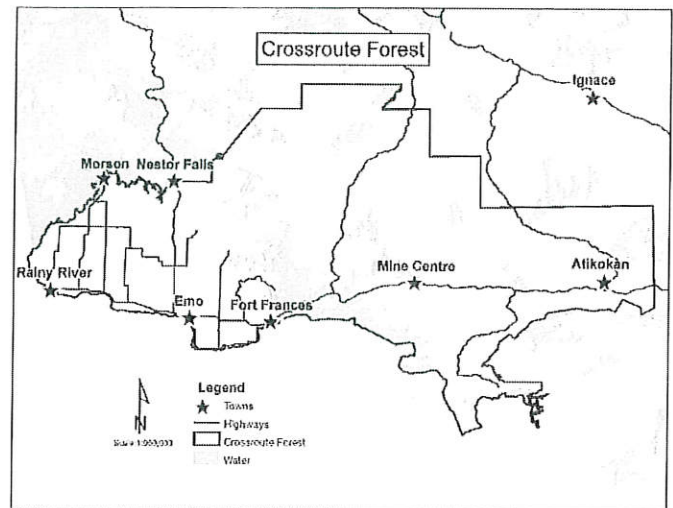 Crossroute Forest
Ignace
Morson
Nestor Falls
Rainy River
Mine Centre
Atikokan
Emo
Fort Frances
Legend
Towns
Highways
Crossroute Forest
Water
N